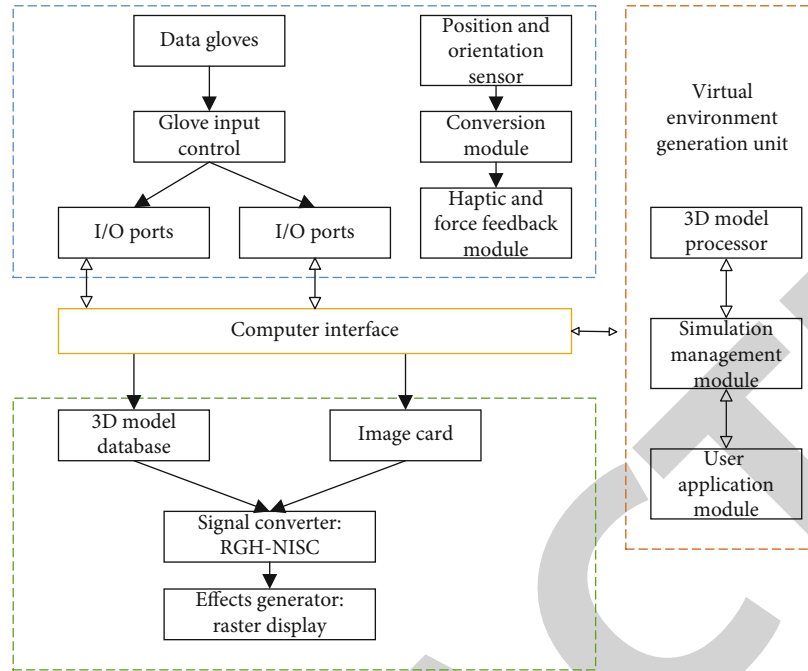 Data gloves
Glove input
control
I/O ports
I/O ports
Position and
orientation
sensor
Conversion
module
Haptic and
force feedback
module
Computer interface
3D model
database
Image card
Signal converter:
RGH-NISC
Effects generator:
raster display
Virtual
environment
generation unit
3D model
processor
Simulation
management
module
User
application
module